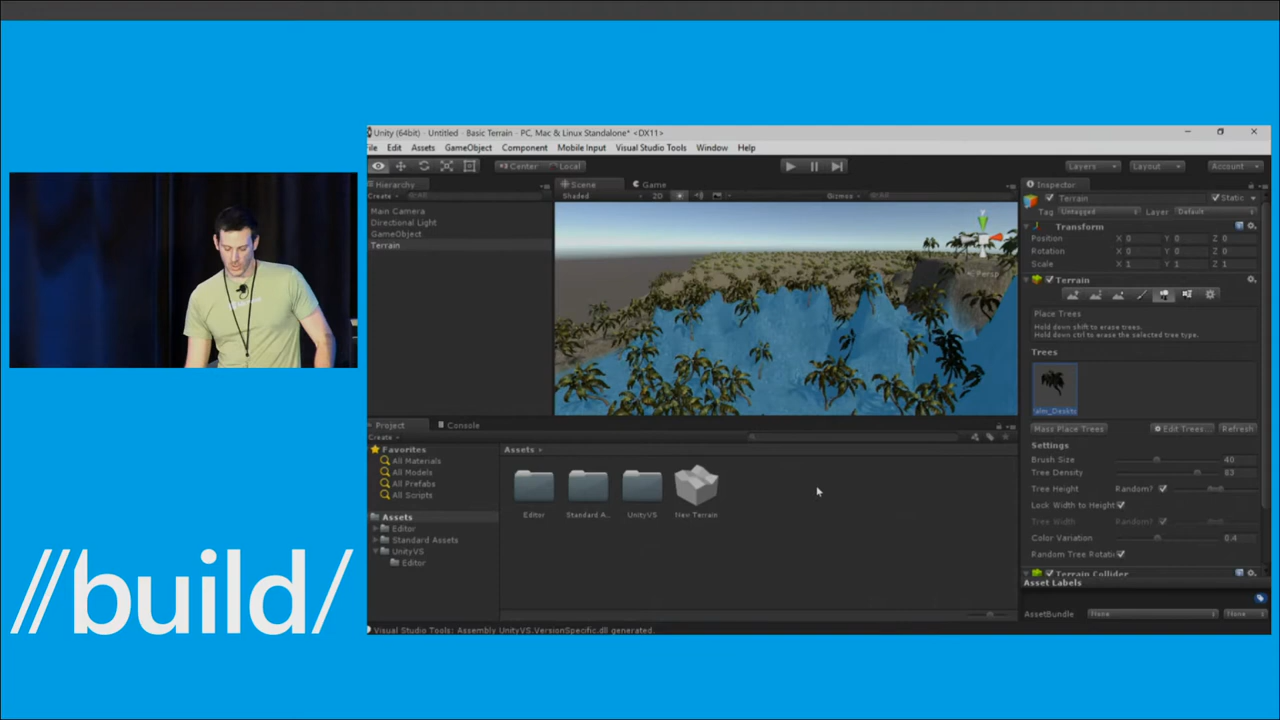 Unity (64bit) - Untitled - Basic Terrain - PC, Mac & Linux Standalone* <DX11>
File Edit Assets GameObject Component Mobile Input Visual Studio Tools Window Help
Center Local
Layers Layout Account
Hierarchy
Create All
Main Camera
Directional Light
GameObject
Terrain
Scene Game
Shaded 2D Gizmos All
Persp
Inspector
Terrain Static
Tag Untagged Layer Default
Transform
Position X 0 Y 0 Z 0
Rotation X 0 Y 0 Z 0
Scale X 1 Y 1 Z 1
Terrain
Place Trees
Hold down shift to erase trees.
Hold down ctrl to erase the selected tree type.
Trees
Mass Place Trees Edit Trees... Refresh
Settings
Brush Size 40
Tree Density 83
Tree Height Random?
Lock Width to Height
Tree Width Random?
Color Variation 0.4
Random Tree Rotati
Terrain Collider
Asset Labels
AssetBundle None None
Project Console
Create
Favorites
All Materials
All Models
All Prefabs
All Scripts
Assets
Editor
Standard Assets
UnityVS
Editor
Assets
Editor
Standard A...
UnityVS
New Terrain
Visual Studio Tools: Assembly UnityVS.VersionSpecific.dll generated.
//build/